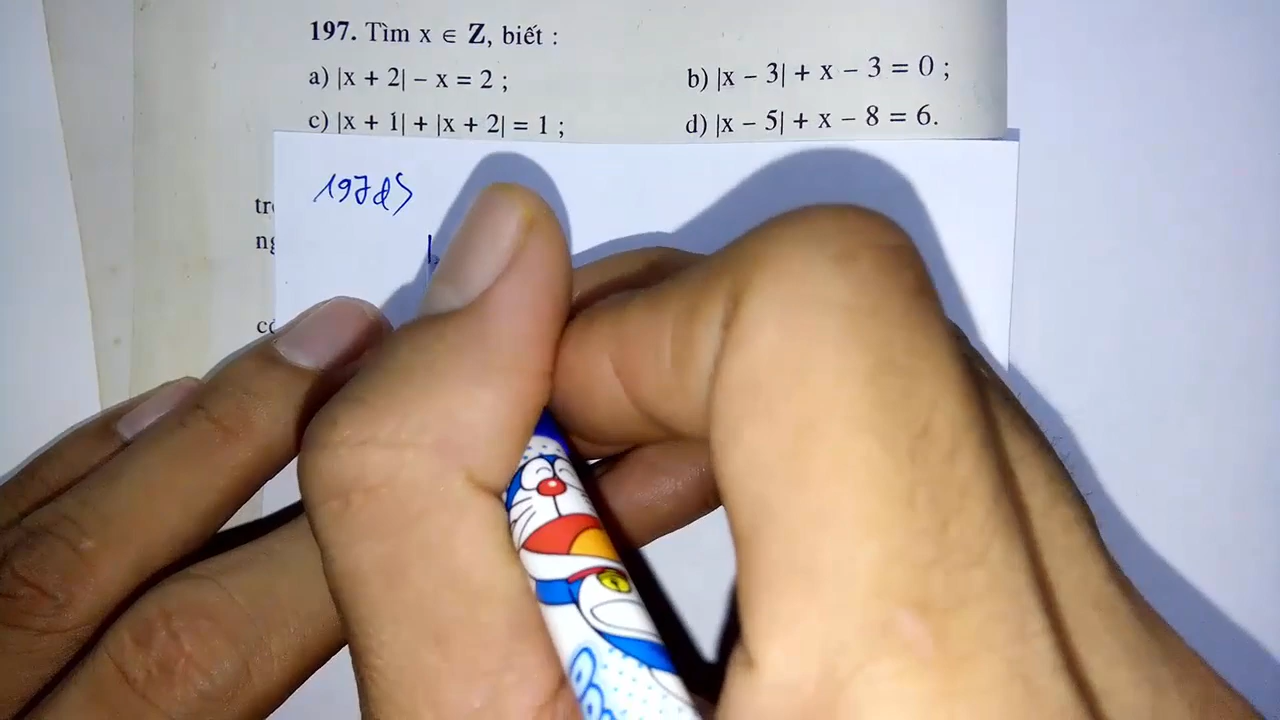 197. Tìm x ∈ Z, biết :
a) |x + 2| − x = 2 ;
b) |x − 3| + x − 3 = 0 ;
c) |x + 1| + |x + 2| = 1 ;
d) |x − 5| + x − 8 = 6.
197d)